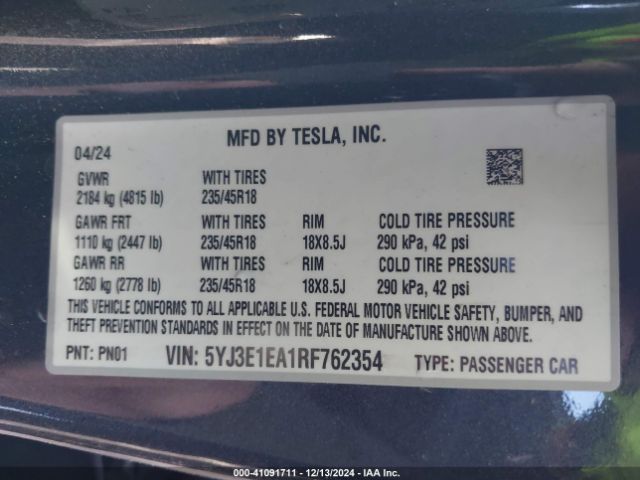 MFD BY TESLA, INC.
04/24
GVWR WITH TIRES
2184 kg (4815 lb) 235/45R18
GAWR FRT WITH TIRES RIM COLD TIRE PRESSURE
1110 kg (2447 lb) 235/45R18 18X8.5J 290 kPa, 42 psi
GAWR RR WITH TIRES RIM COLD TIRE PRESSURE
1260 kg (2778 lb) 235/45R18 18X8.5J 290 kPa, 42 psi
THIS VEHICLE CONFORMS TO ALL APPLICABLE U.S. FEDERAL MOTOR VEHICLE SAFETY, BUMPER, AND
THEFT PREVENTION STANDARDS IN EFFECT ON THE DATE OF MANUFACTURE SHOWN ABOVE.
PNT: PN01 VIN: 5YJ3E1EA1RF762354 TYPE: PASSENGER CAR
000-41091711 - 12/13/2024 - IAA Inc.